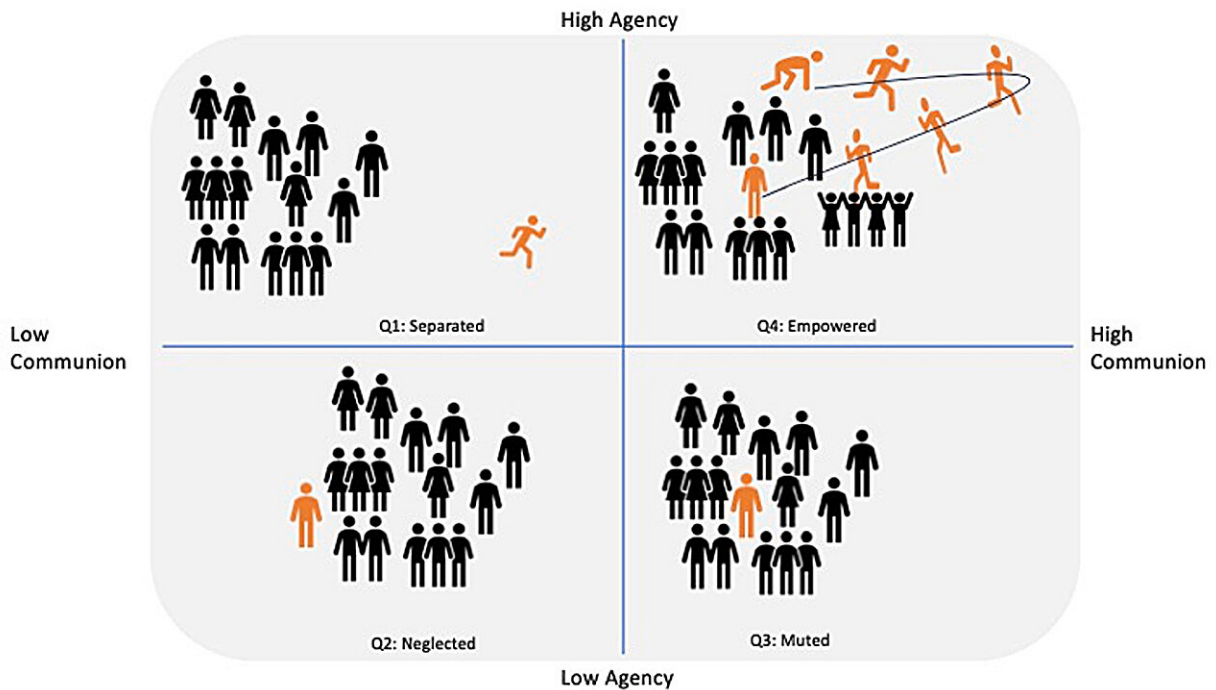 High Agency
Q1: Separated
Q4: Empowered
Low
Communion
High
Communion
Q2: Neglected
Q3: Muted
Low Agency